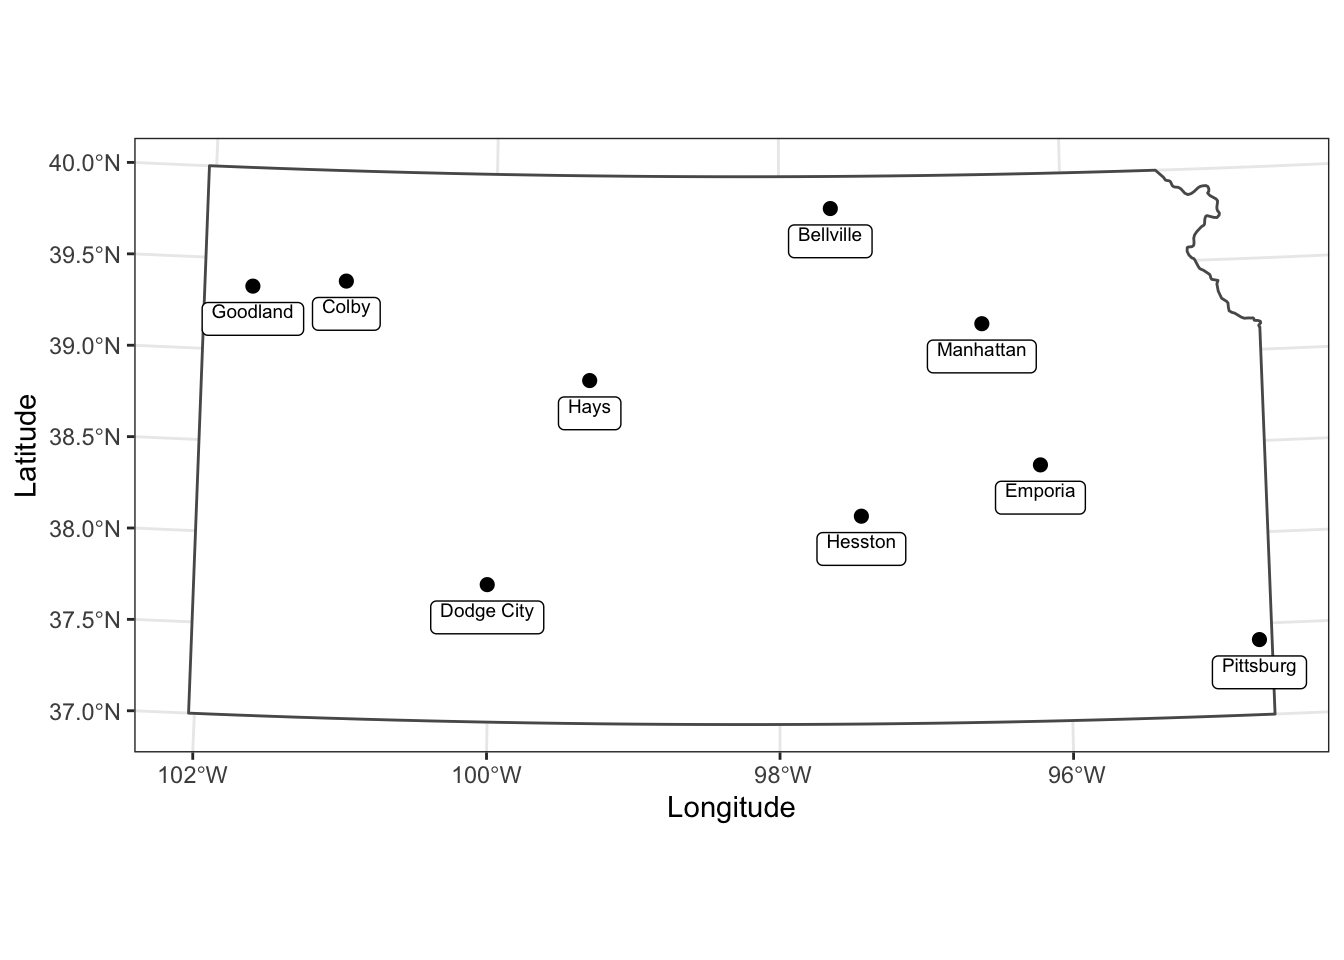 40.0°N
39.5°N
39.0°N
38.5°N
38.0°N
37.5°N
37.0°N
Latitude
Bellville
Goodland
Colby
Manhattan
Hays
Emporia
Hesston
Dodge City
Pittsburg
102°W
100°W
98°W
96°W
Longitude